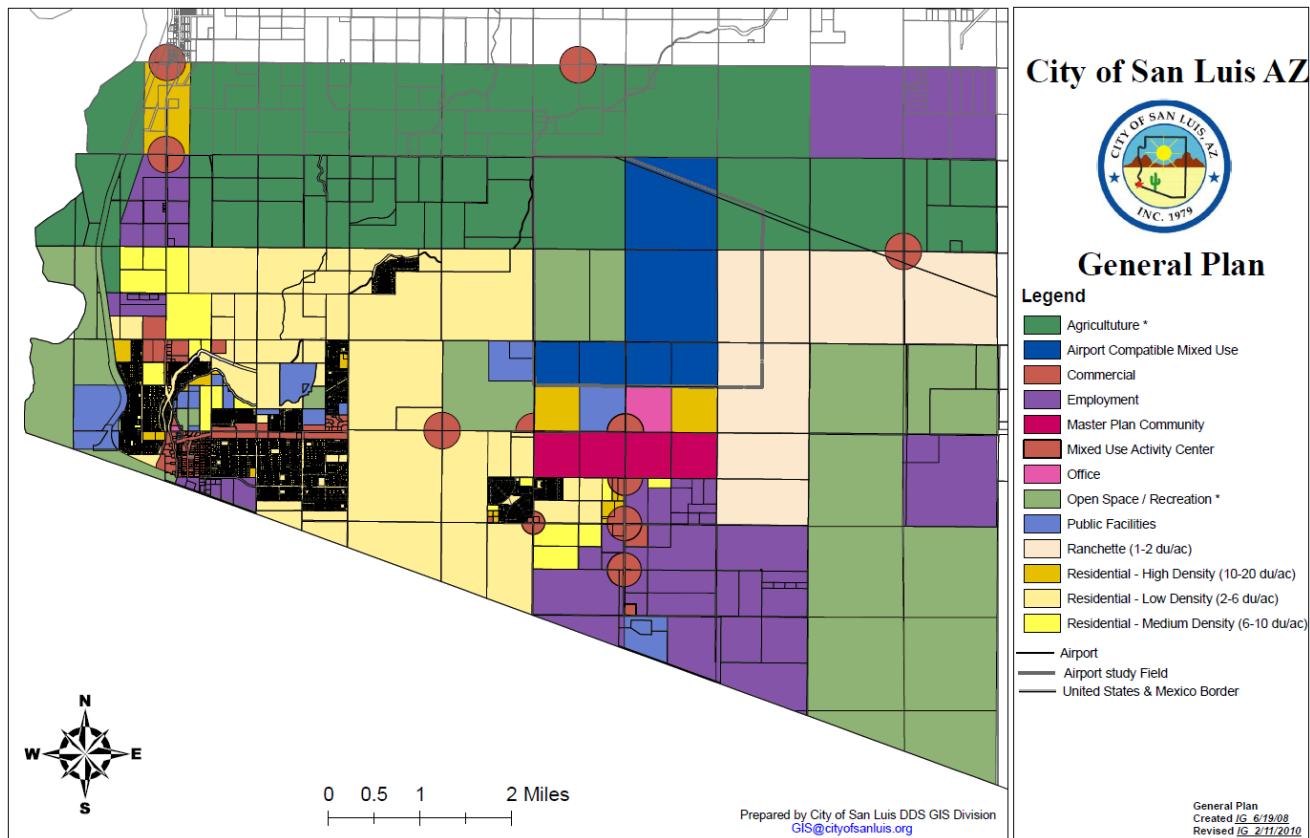 City of San Luis AZ
CITY OF SAN LUIS, AZ
INC. 1979
General Plan
Legend
Agricultuture *
Airport Compatible Mixed Use
Commercial
Employment
Master Plan Community
Mixed Use Activity Center
Office
Open Space / Recreation *
Public Facilities
Ranchette (1-2 du/ac)
Residential - High Density (10-20 du/ac)
Residential - Low Density (2-6 du/ac)
Residential - Medium Density (6-10 du/ac)
Airport
Airport study Field
United States & Mexico Border
N
W E
S
0 0.5 1 2 Miles
Prepared by City of San Luis DDS GIS Division
GIS@cityofsanluis.org
General Plan
Created IG 6/19/08
Revised IG 2/11/2010